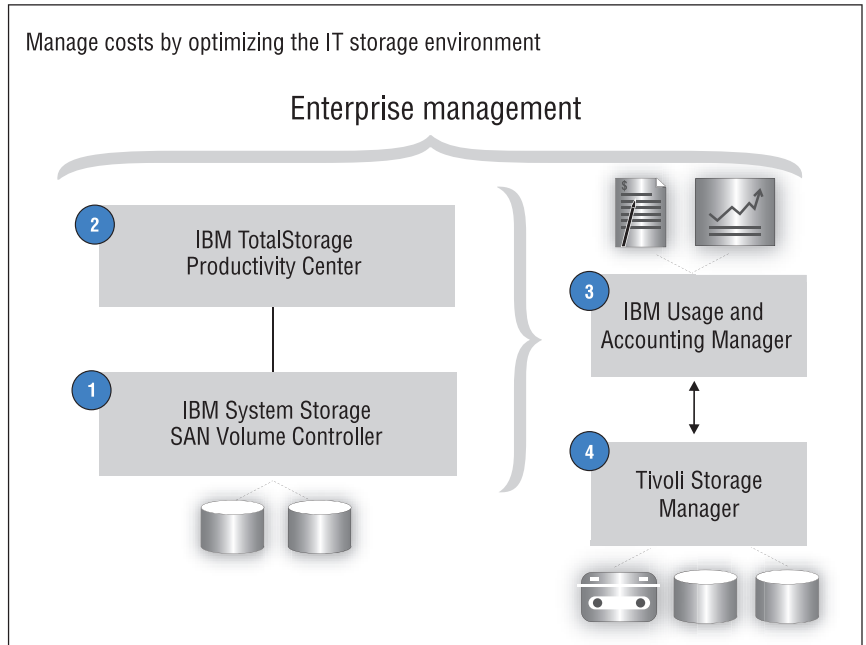 Manage costs by optimizing the IT storage environment
Enterprise management
2
IBM TotalStorage
Productivity Center
1
IBM System Storage
SAN Volume Controller
$
3
IBM Usage and
Accounting Manager
4
Tivoli Storage
Manager